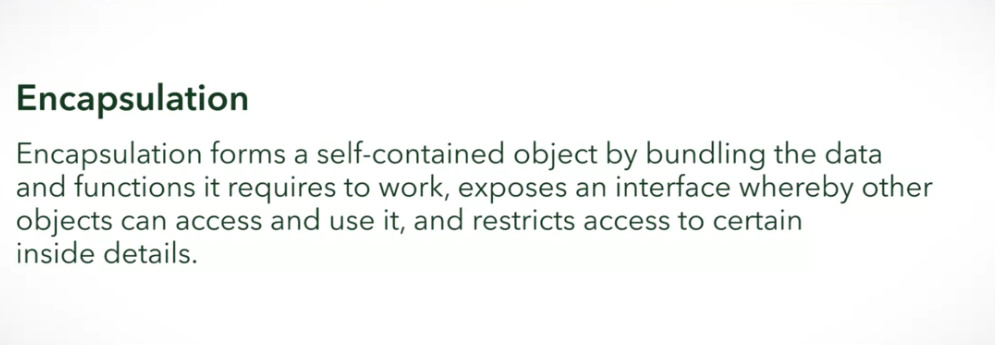 Encapsulation
Encapsulation forms a self-contained object by bundling the data
and functions it requires to work, exposes an interface whereby other
objects can access and use it, and restricts access to certain
inside details.